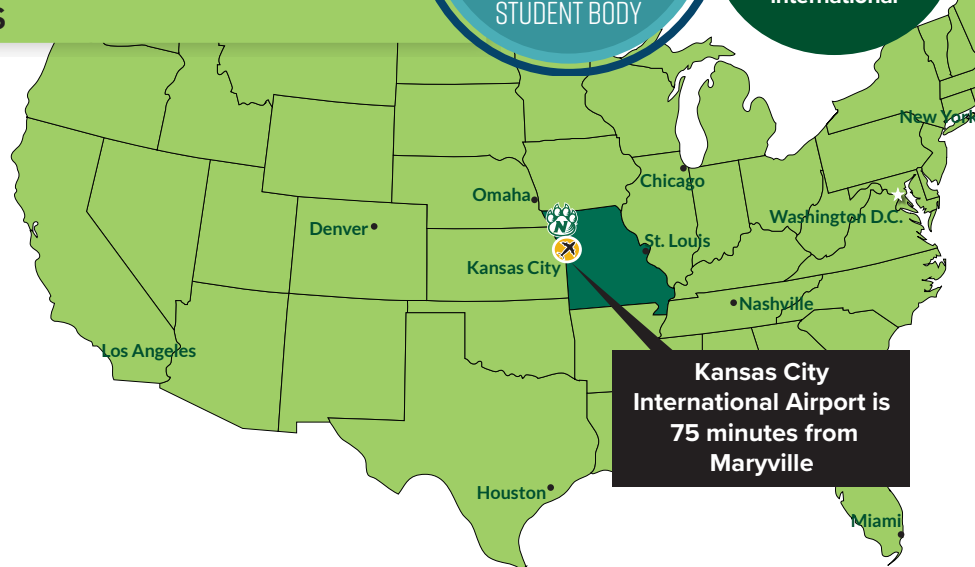 S
STUDENT BODY
International
New York
Chicago
Omaha
Washington D.C.
Denver
St. Louis
N
Kansas City
Nashville
Los Angeles
Kansas City
International Airport is
75 minutes from
Maryville
Houston
Miami